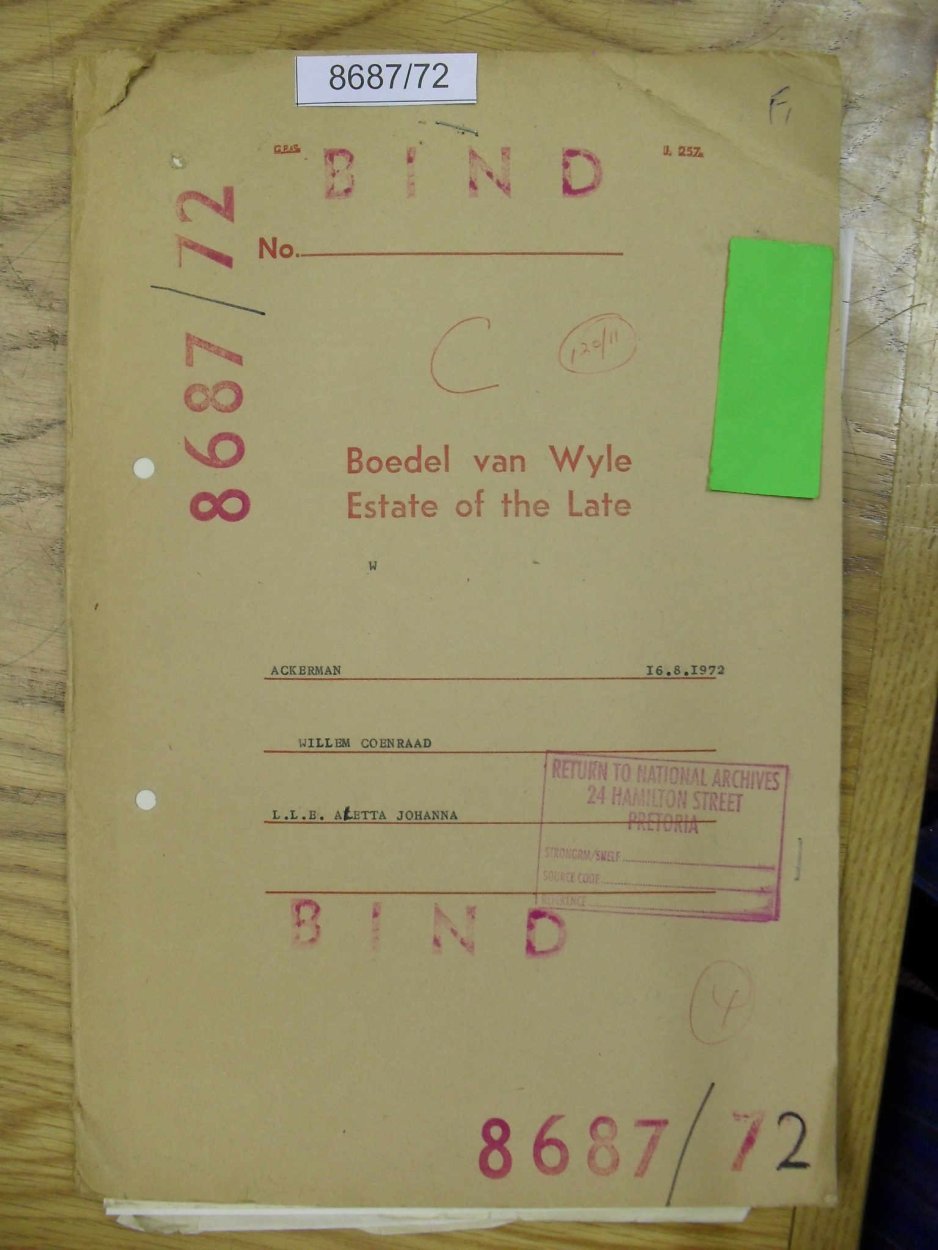 8687/72
G.P.-S.
J. 257.
BIND
8687/72
No.
C
120/11
Boedel van Wyle
Estate of the Late
W
ACKERMAN 16.8.1972
WILLEM COENRAAD
L.L.E. ALETTA JOHANNA
RETURN TO NATIONAL ARCHIVES
24 HAMILTON STREET
PRETORIA
STRONGRM/SHELF
SOURCE CODE
REFERENCE
BIND
8687/72